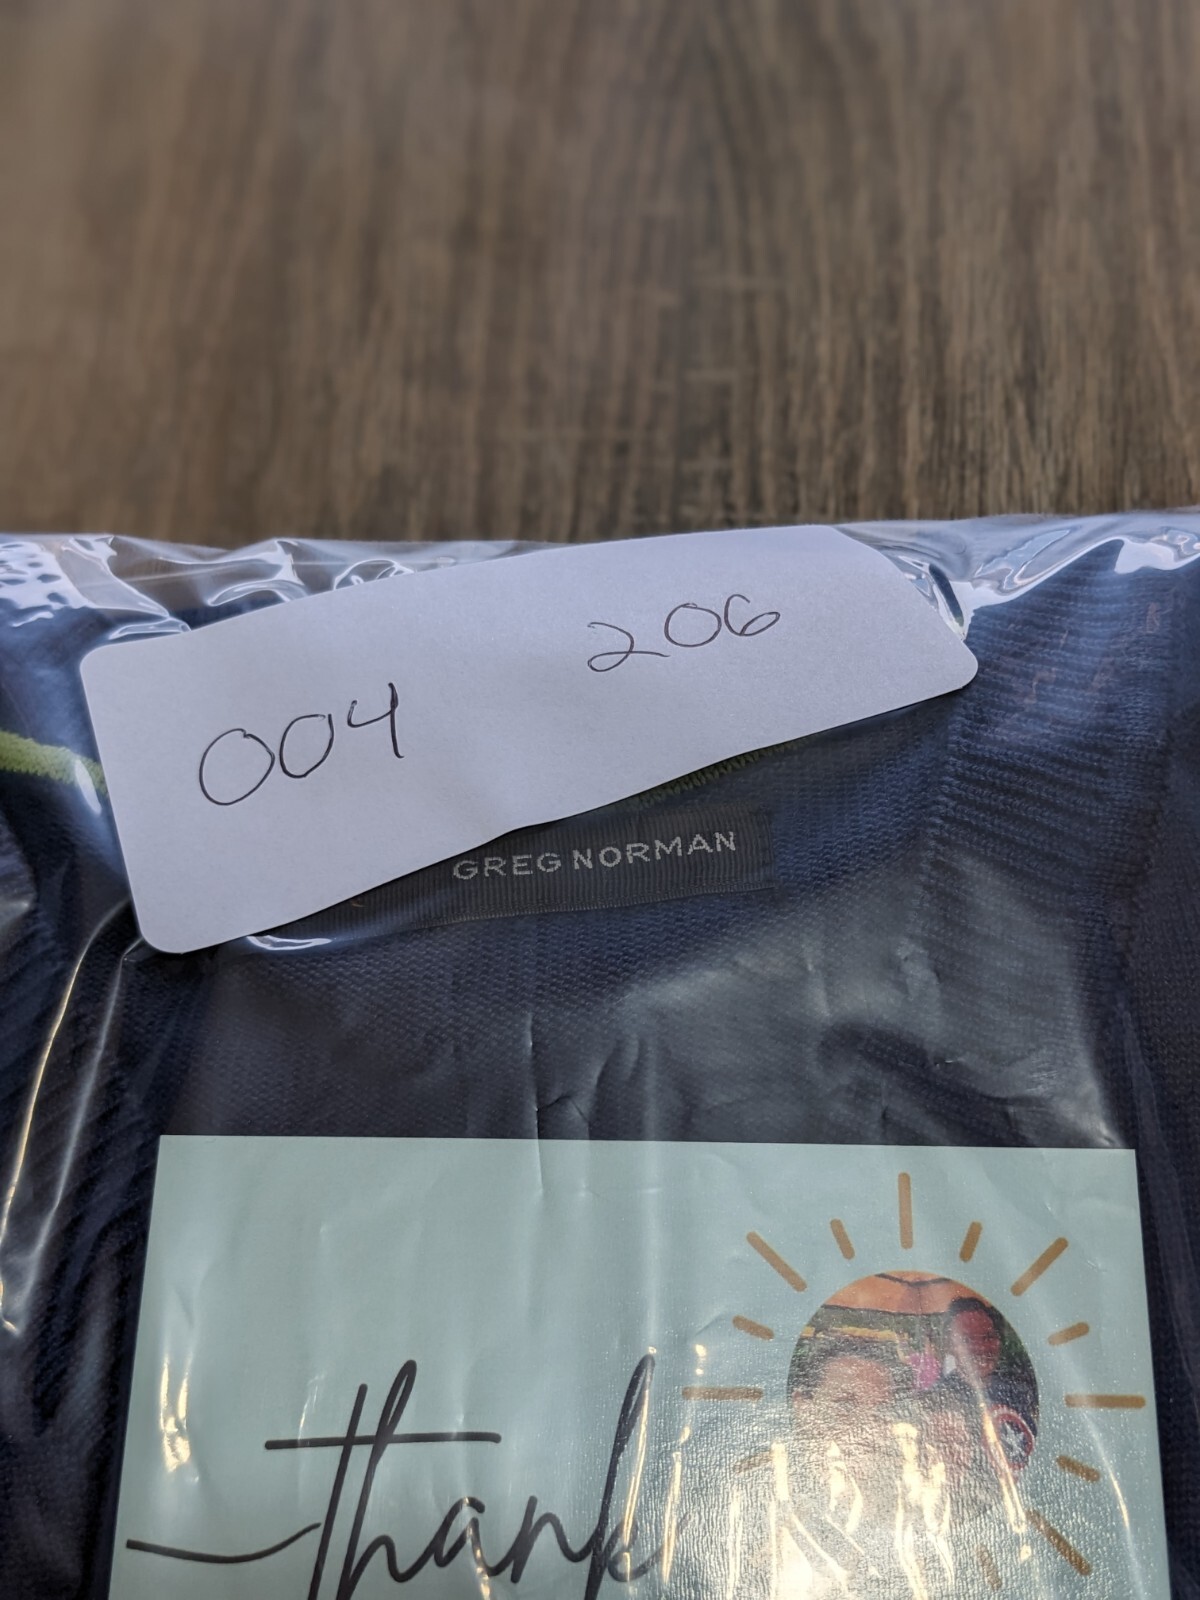 004 206
GREG NORMAN
thank